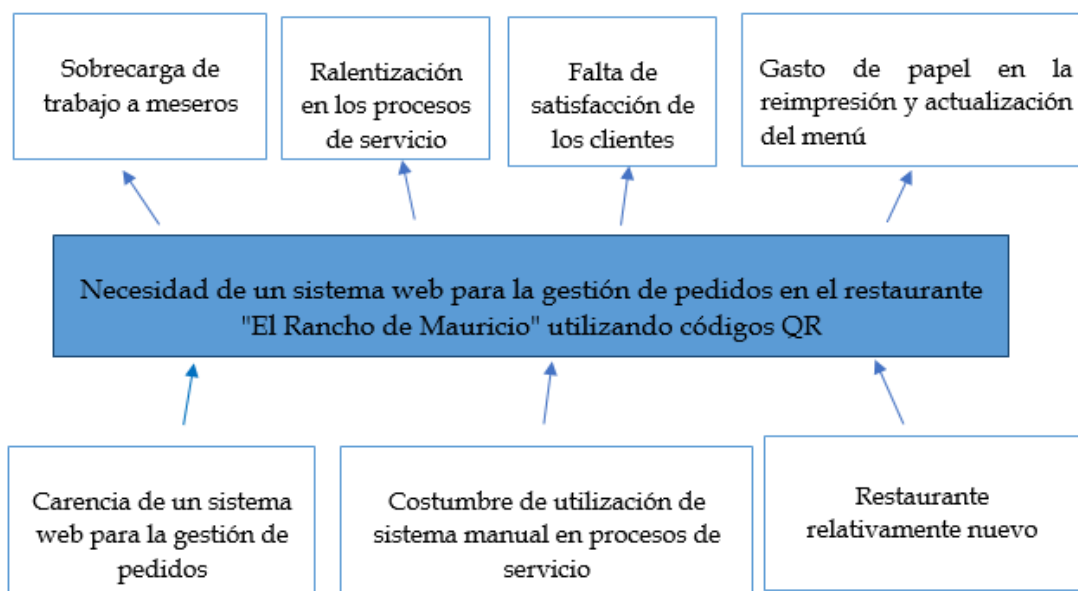 Sobrecarga de
trabajo a meseros
Ralentización
en los procesos
de servicio
Falta de
satisfacción de
los clientes
Gasto de papel en la
reimpresión y actualización
del menú
Necesidad de un sistema web para la gestión de pedidos en el restaurante
"El Rancho de Mauricio" utilizando códigos QR
Carencia de un sistema
web para la gestión de
pedidos
Costumbre de utilización de
sistema manual en procesos de
servicio
Restaurante
relativamente nuevo